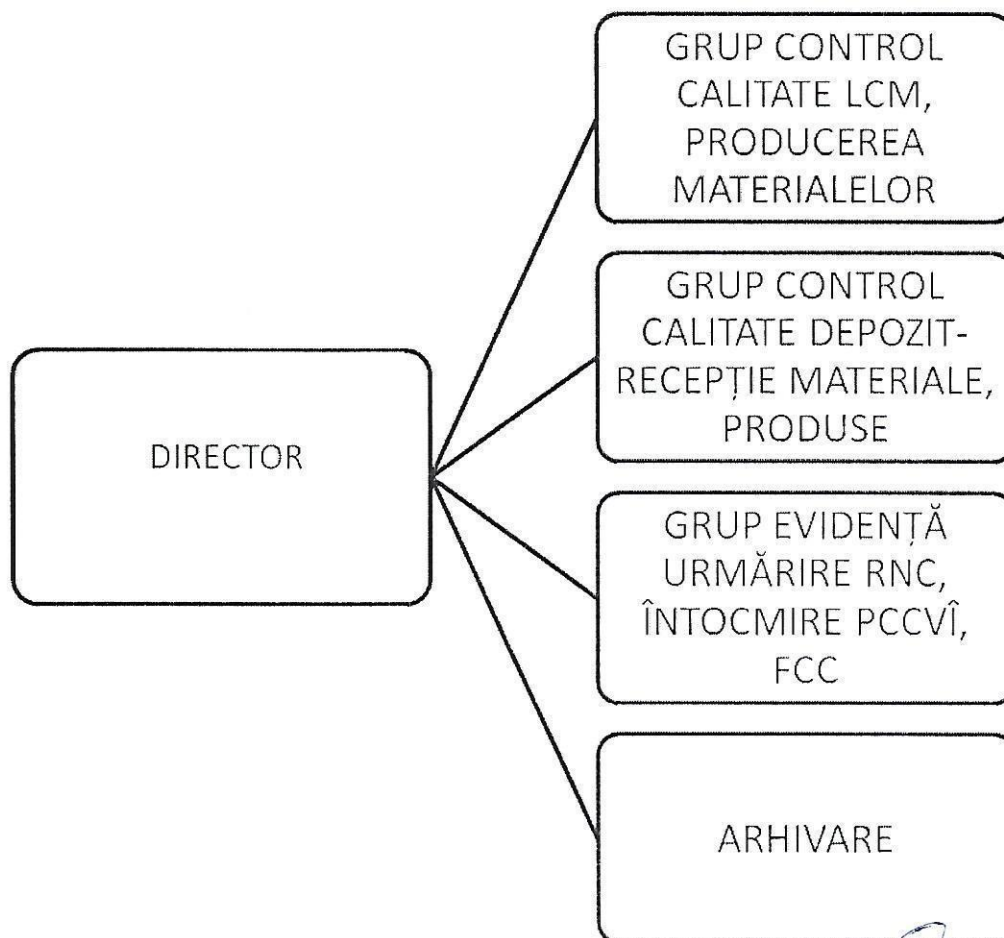 GRUP CONTROL
CALITATE LCM,
PRODUCEREA
MATERIALELOR
GRUP CONTROL
CALITATE DEPOZIT-
RECEPȚIE MATERIALE,
PRODUSE
DIRECTOR
GRUP EVIDENȚĂ
URMĂRIRE RNC,
ÎNTOCMIRE PCCVÎ,
FCC
ARHIVARE